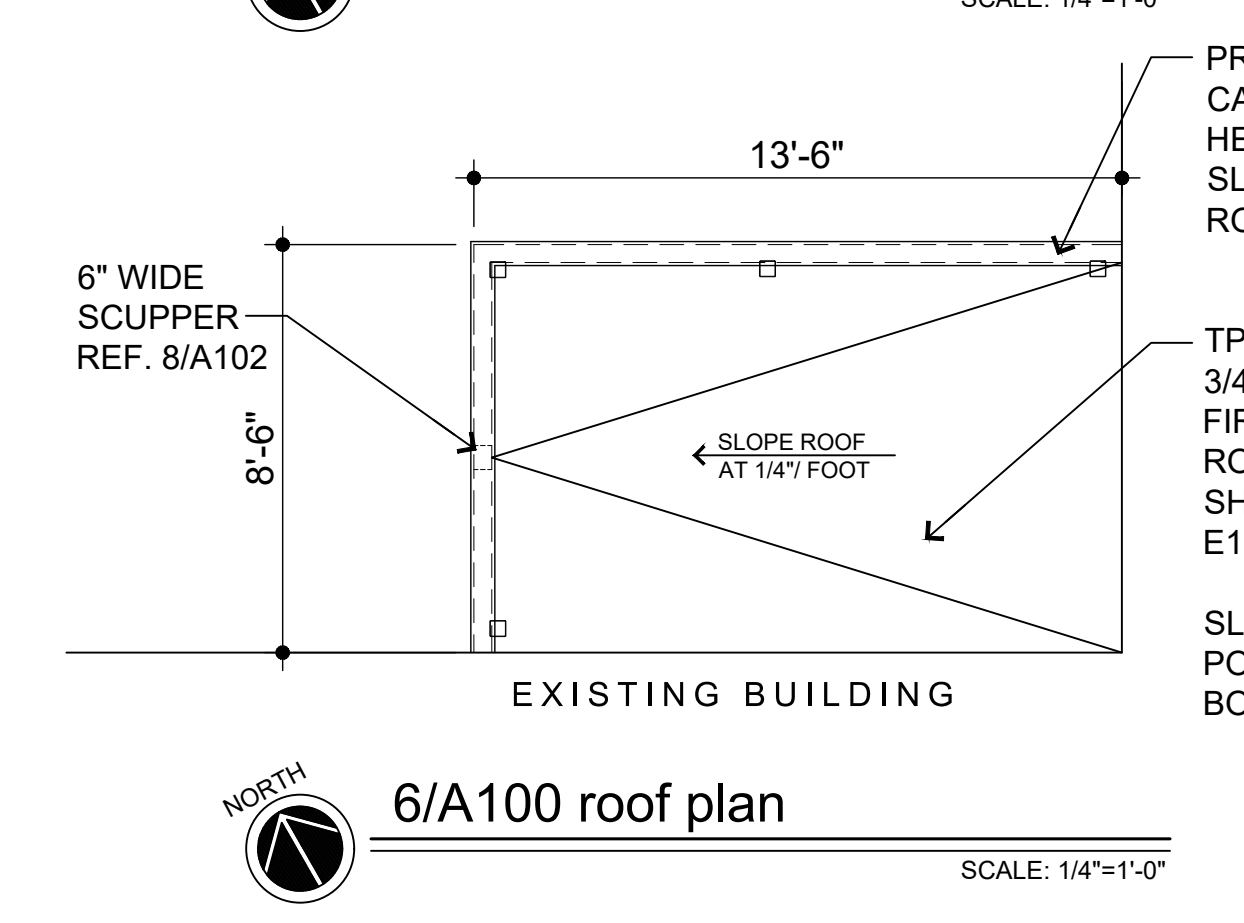 SCALE: 1/4"=1'-0"
13'-6"
6" WIDE
SCUPPER
REF. 8/A102
8'-6"
SLOPE ROOF
AT 1/4"/ FOOT
PR
CA
HE
SL
RO
TP
3/4
FIR
RO
SH
E1
SL
PO
BO
EXISTING BUILDING
NORTH
6/A100 roof plan
SCALE: 1/4"=1'-0"